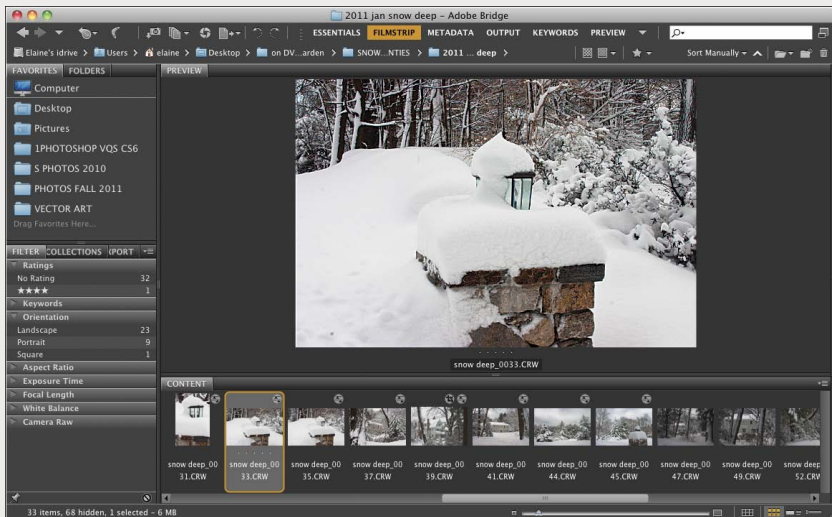 2011 jan snow deep – Adobe Bridge
ESSENTIALS FILMSTRIP METADATA OUTPUT KEYWORDS PREVIEW
Elaine's idrive > Users > elaine > Desktop > on DV...arden > SNOW...NTIES > 2011 ... deep > Sort Manually
FAVORITES FOLDERS
Computer
Desktop
Pictures
1PHOTOSHOP VQS CS6
S PHOTOS 2010
PHOTOS FALL 2011
VECTOR ART
Drag Favorites Here...
FILTER COLLECTIONS (PORT
Ratings
No Rating 32
★★★★ 1
Keywords
Orientation
Landscape 23
Portrait 9
Square 1
Aspect Ratio
Exposure Time
Focal Length
White Balance
Camera Raw
PREVIEW
snow deep_0033.CRW
CONTENT
snow deep_00 snow deep_00 snow deep_00 snow deep_00 snow deep_00 snow deep_00 snow deep_00 snow deep_00 snow deep_00 snow deep_00 snow deep
31.CRW 33.CRW 35.CRW 37.CRW 39.CRW 41.CRW 44.CRW 45.CRW 47.CRW 49.CRW 52.CRW
33 items, 68 hidden, 1 selected – 6 MB